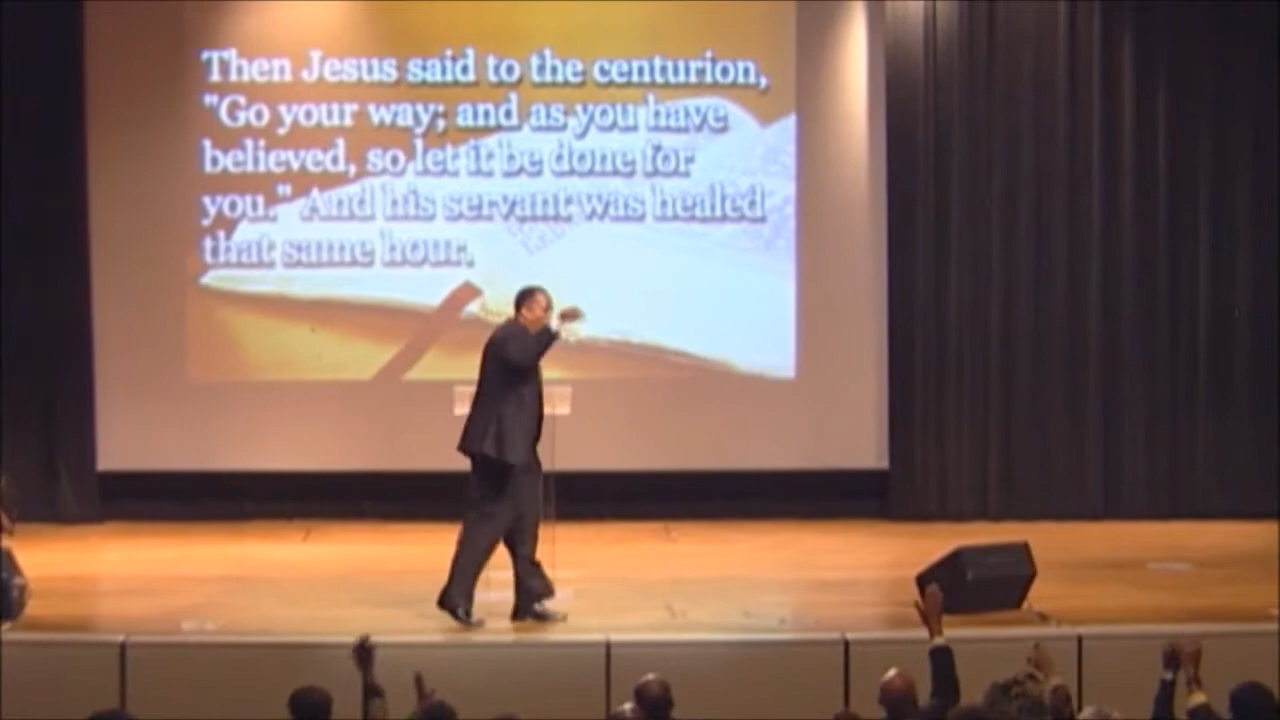 Then Jesus said to the centurion,
"Go your way; and as you have
believed, so let it be done for
you." And his servant was healed
that same hour.